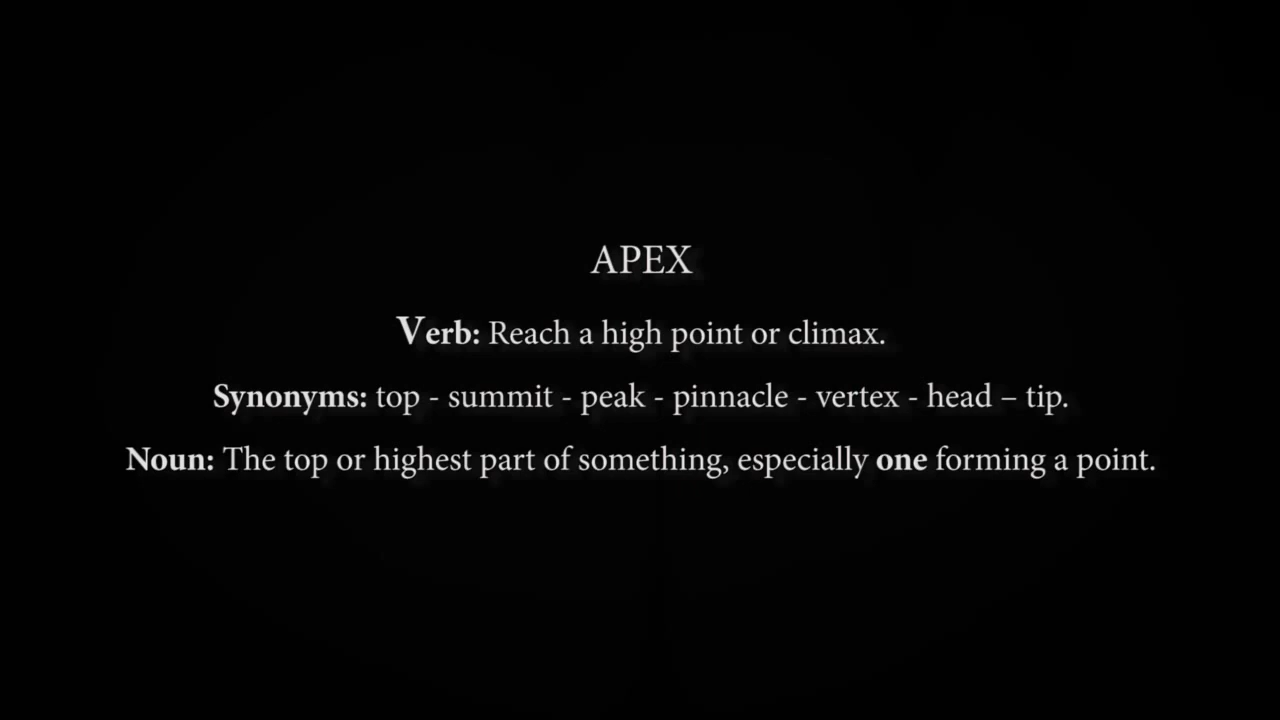 APEX
Verb: Reach a high point or climax.
Synonyms: top - summit - peak - pinnacle - vertex - head – tip.
Noun: The top or highest part of something, especially one forming a point.